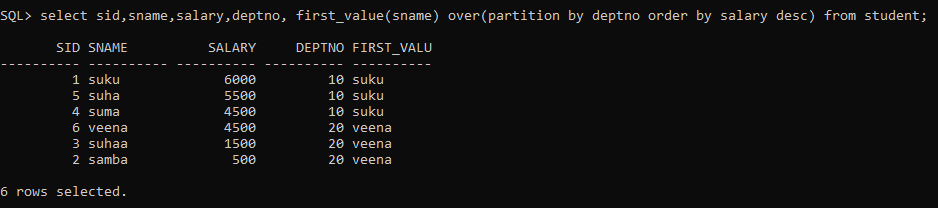 SQL> select sid,sname,salary,deptno, first_value(sname) over(partition by deptno order by salary desc) from student;
       SID SNAME          SALARY     DEPTNO FIRST_VALU
---------- ---------- ---------- ---------- ----------
         1 suku             6000         10 suku
         5 suha             5500         10 suku
         4 suma             4500         10 suku
         6 veena            4500         20 veena
         3 suhaa            1500         20 veena
         2 samba             500         20 veena
6 rows selected.